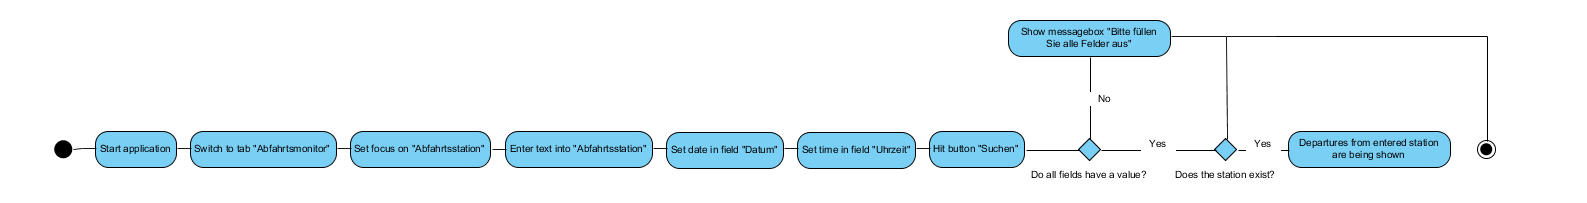 Show messagebox "Bitte füllen
Sie alle Felder aus"
No
Start application
Switch to tab "Abfahrtsmonitor"
Set focus on "Abfahrtsstation"
Enter text into "Abfahrtsstation"
Set date in field "Datum"
Set time in field "Uhrzeit"
Hit button "Suchen"
Yes
Yes
Departures from entered station
are being shown
Do all fields have a value?
Does the station exist?